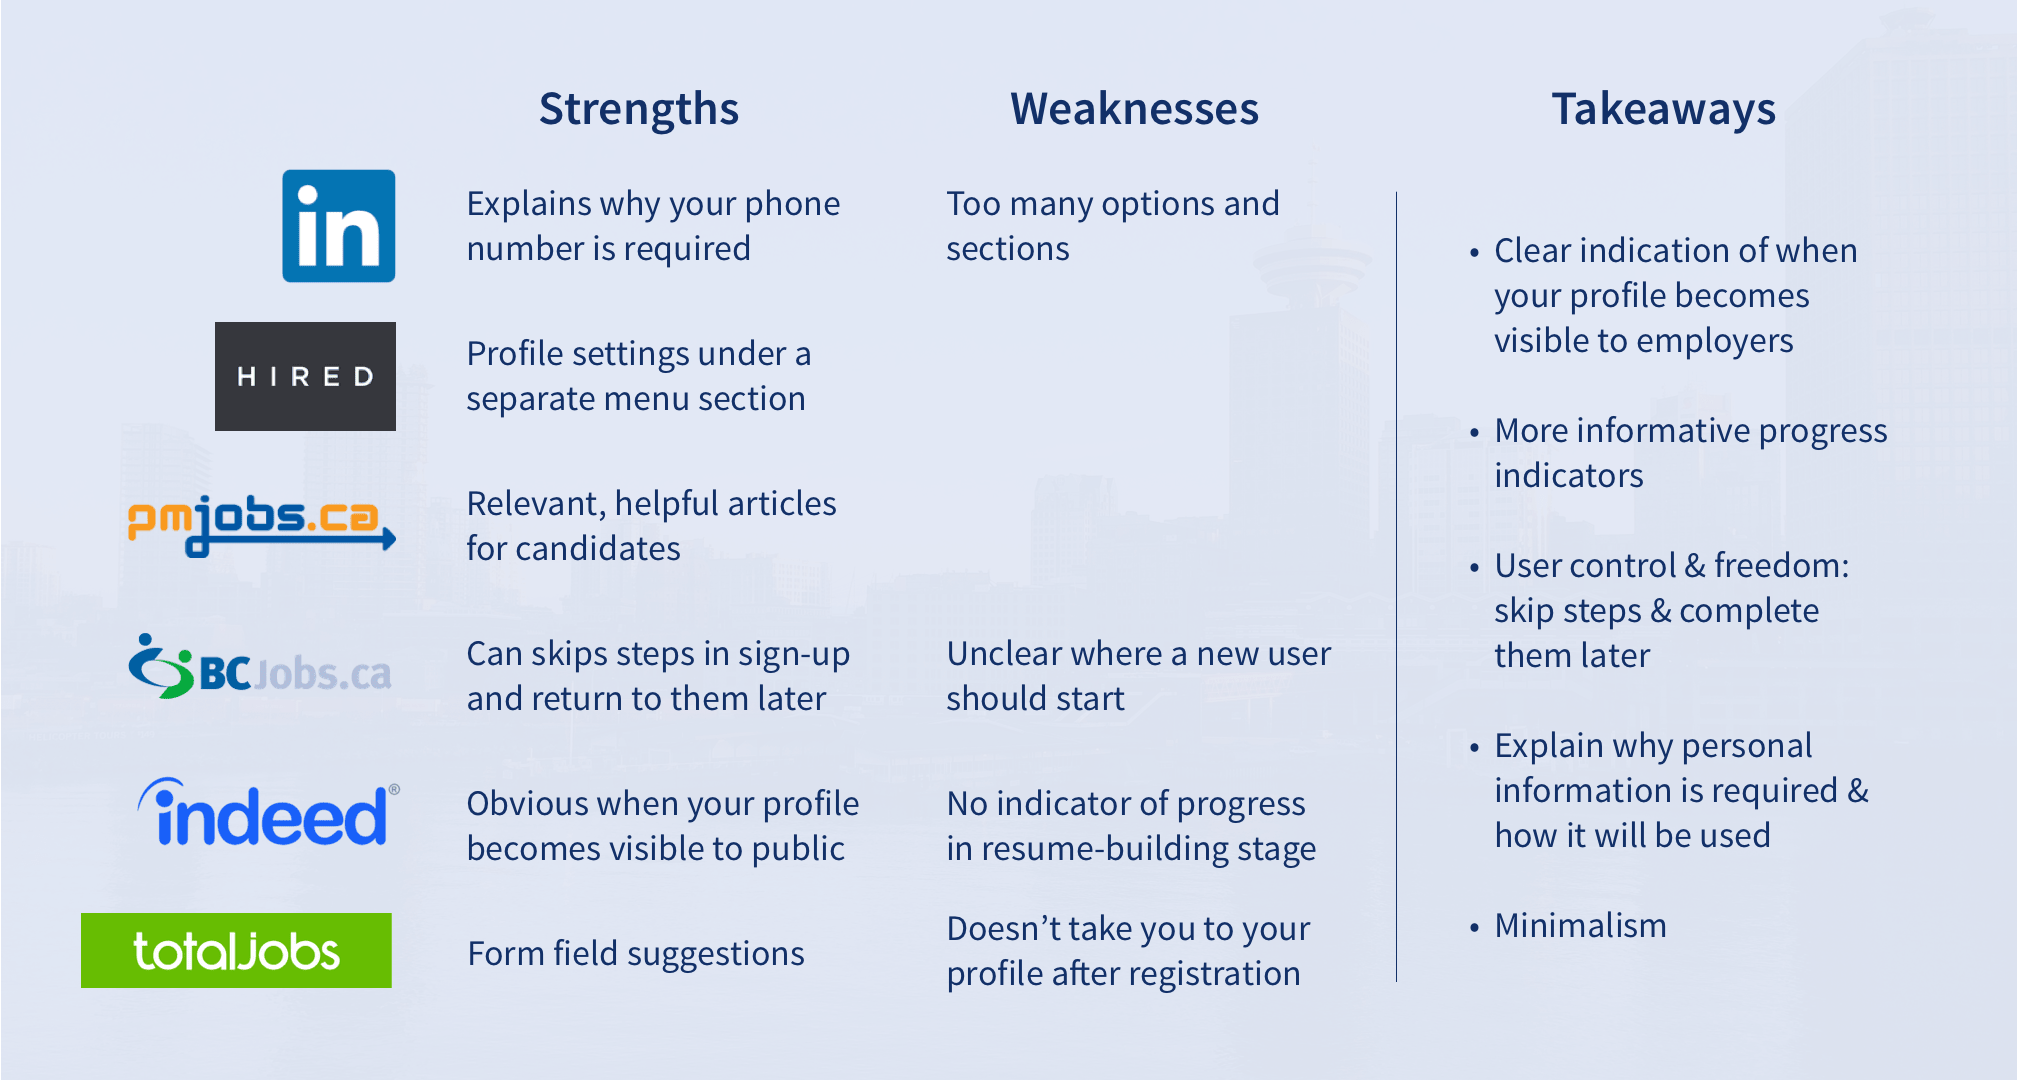 Strengths
Weaknesses
Takeaways
in
Explains why your phone
number is required
Too many options and
sections
HIRED
Profile settings under a
separate menu section
pmjobs.ca
Relevant, helpful articles
for candidates
BCJobs.ca
Can skips steps in sign-up
and return to them later
Unclear where a new user
should start
indeed®
Obvious when your profile
becomes visible to public
No indicator of progress
in resume-building stage
totaljobs
Form field suggestions
Doesn’t take you to your
profile after registration
• Clear indication of when
your profile becomes
visible to employers
• More informative progress
indicators
• User control & freedom:
skip steps & complete
them later
• Explain why personal
information is required &
how it will be used
• Minimalism